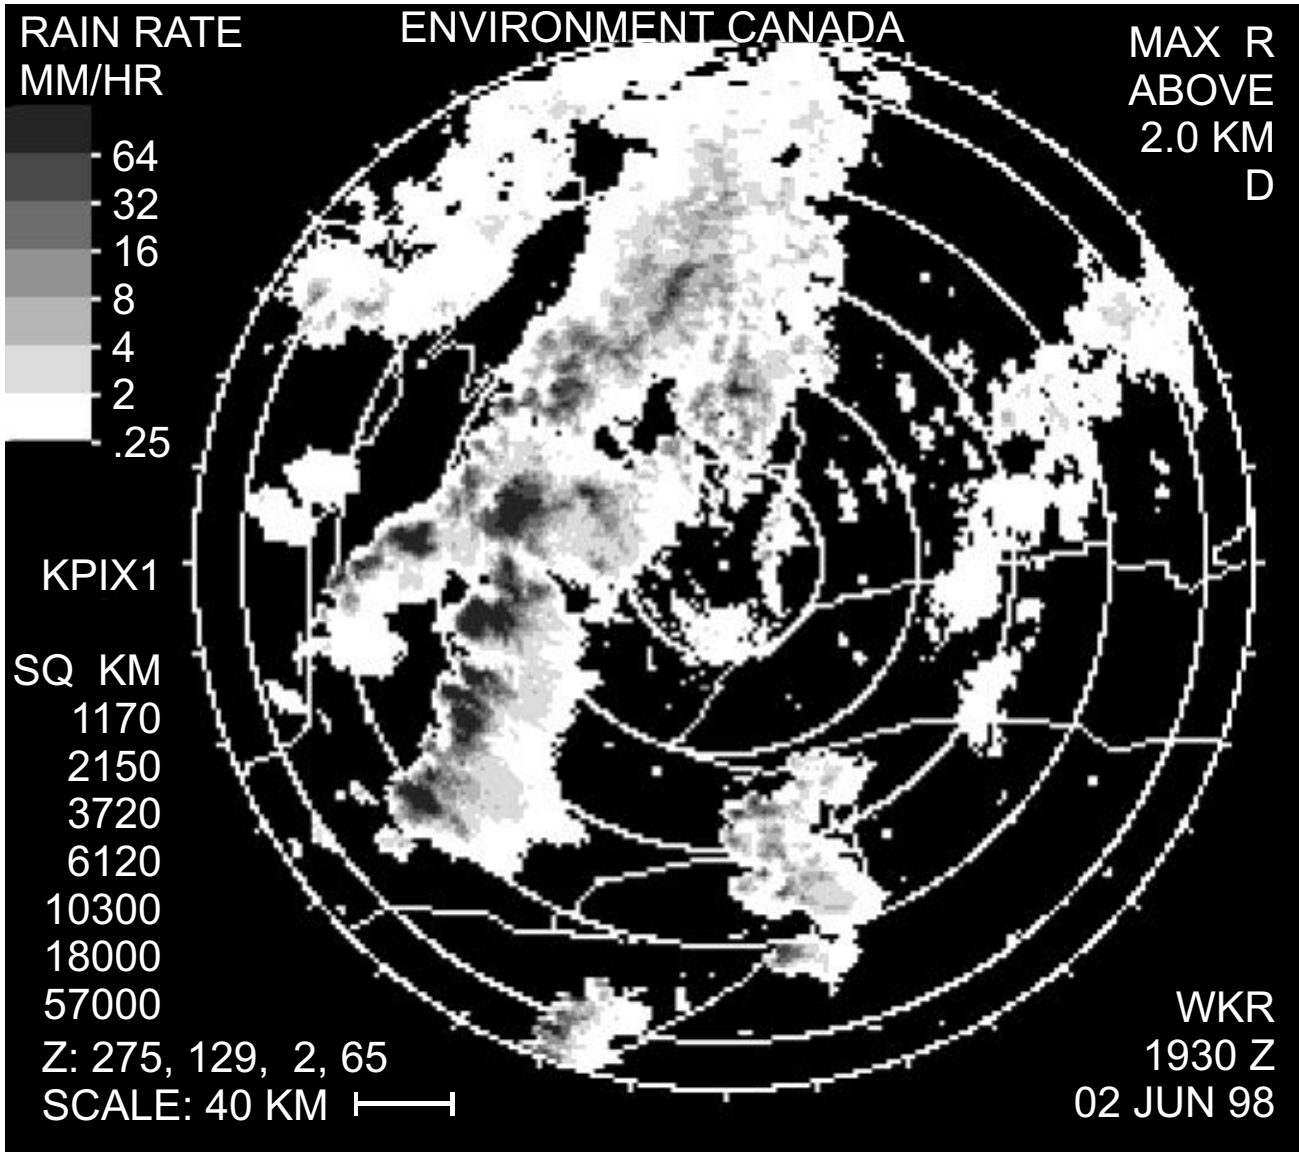 RAIN RATE
MM/HR
64
32
16
8
4
2
.25
ENVIRONMENT CANADA
MAX R
ABOVE
2.0 KM
D
KPIX1
SQ KM
1170
2150
3720
6120
10300
18000
57000
Z: 275, 129, 2, 65
SCALE: 40 KM
WKR
1930 Z
02 JUN 98